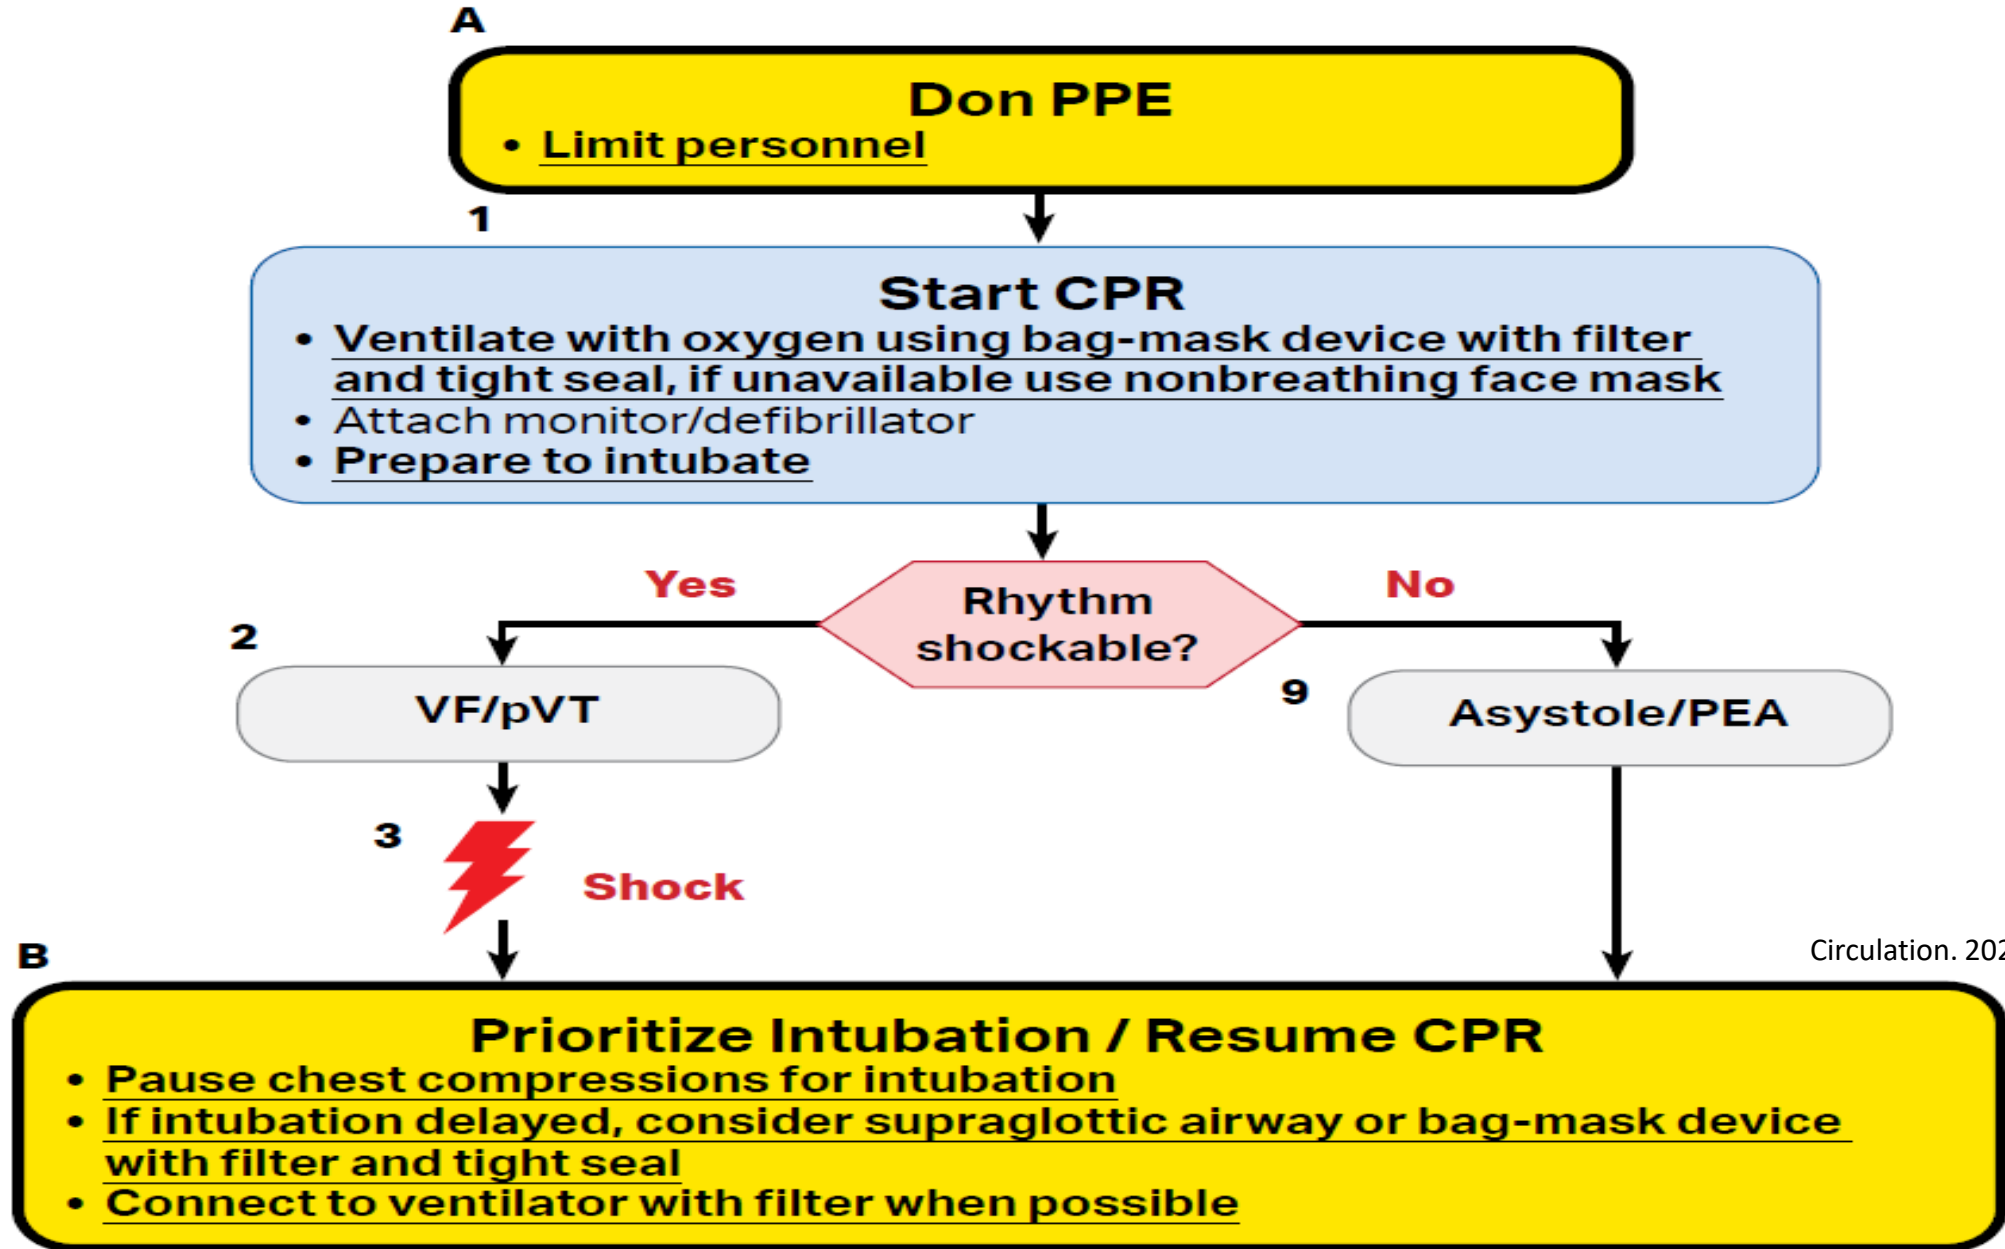 A
Don PPE
• Limit personnel
1
Start CPR
• Ventilate with oxygen using bag-mask device with filter
and tight seal, if unavailable use nonbreathing face mask
• Attach monitor/defibrillator
• Prepare to intubate
Rhythm
shockable?
Yes
No
2
VF/pVT
9
Asystole/PEA
3
Shock
Circulation. 202
B
Prioritize Intubation / Resume CPR
• Pause chest compressions for intubation
• If intubation delayed, consider supraglottic airway or bag-mask device
with filter and tight seal
• Connect to ventilator with filter when possible